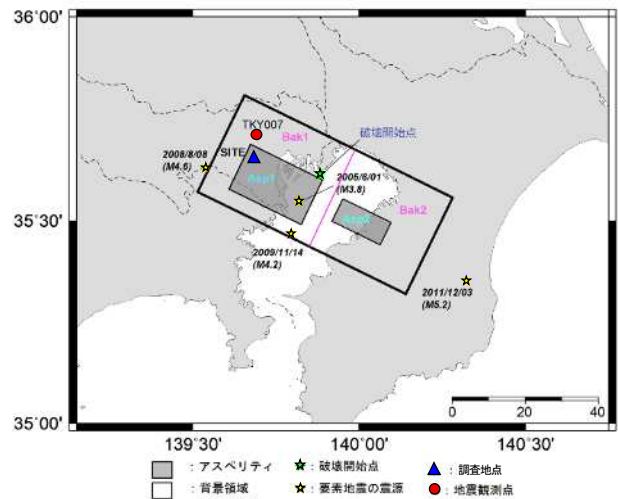 36°00'
TKY007
Bak1
破壊開始点
SITE
2008/8/08
(M4.6)
Asp1
2005/6/01
(M3.8)
35°30'
Asp2
Bak2
2009/11/14
(M4.2)
2011/12/03
(M5.2)
35°00'
0 20 40
139°30' 140°00' 140°30'
：アスペリティ ：破壊開始点 ：調査地点
：背景領域 ：要素地震の震源 ：地震観測点